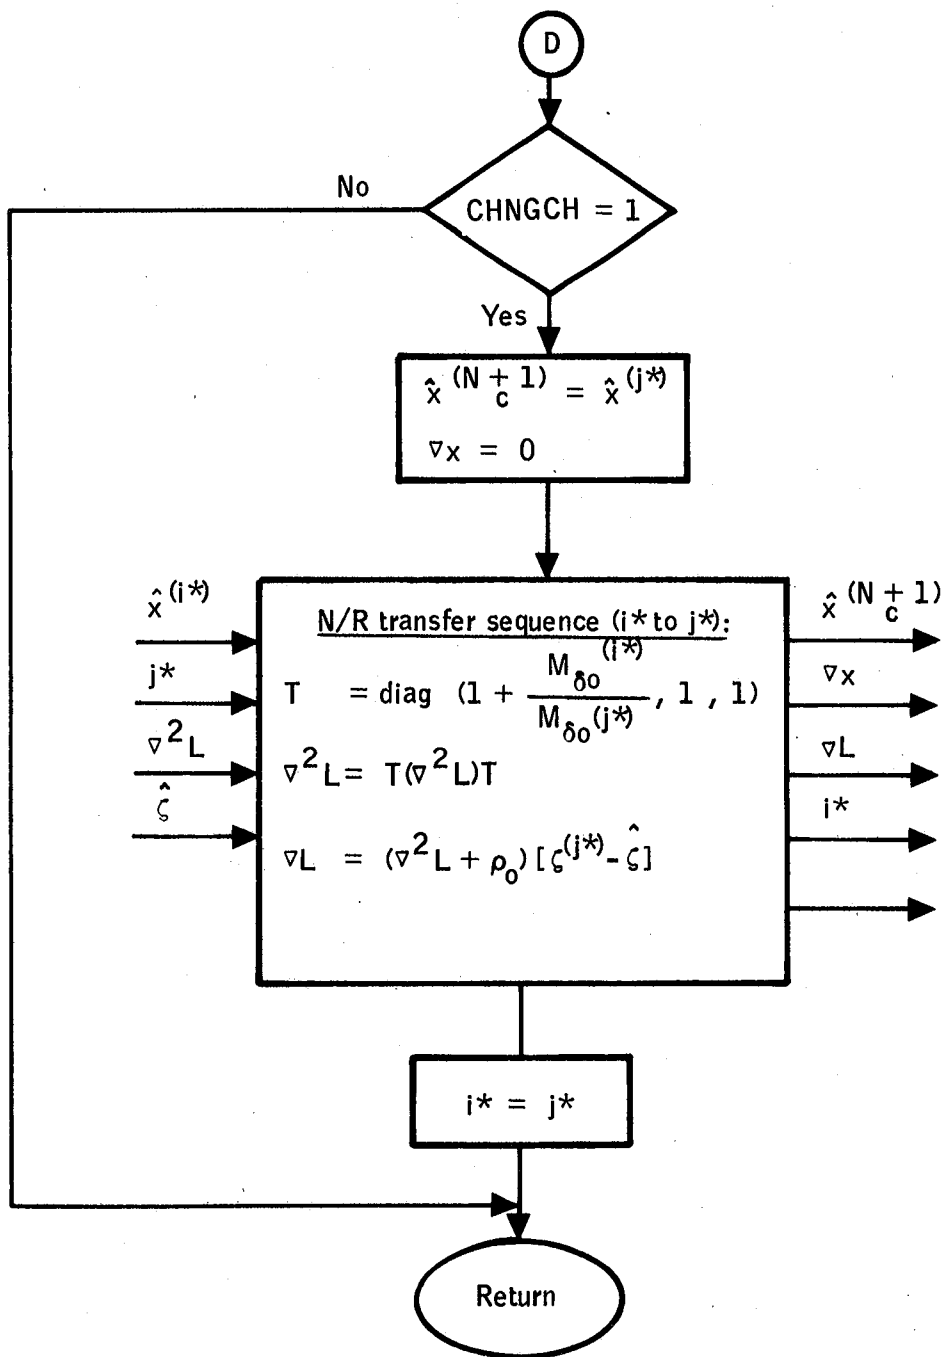 D
CHNGCH = 1
No
Yes
x̂^(N_c + 1) = x̂^(j*)
∇x = 0
x̂^(i*)
j*
∇²L
ζ̂
N/R transfer sequence (i* to j*):
T = diag (1 + M_δo^(i*) / M_δo^(j*), 1 , 1)
∇²L = T(∇²L)T
∇L = (∇²L + ρ_o) [ζ^(j*) - ζ̂]
x̂^(N_c + 1)
∇x
∇L
i*
i* = j*
Return